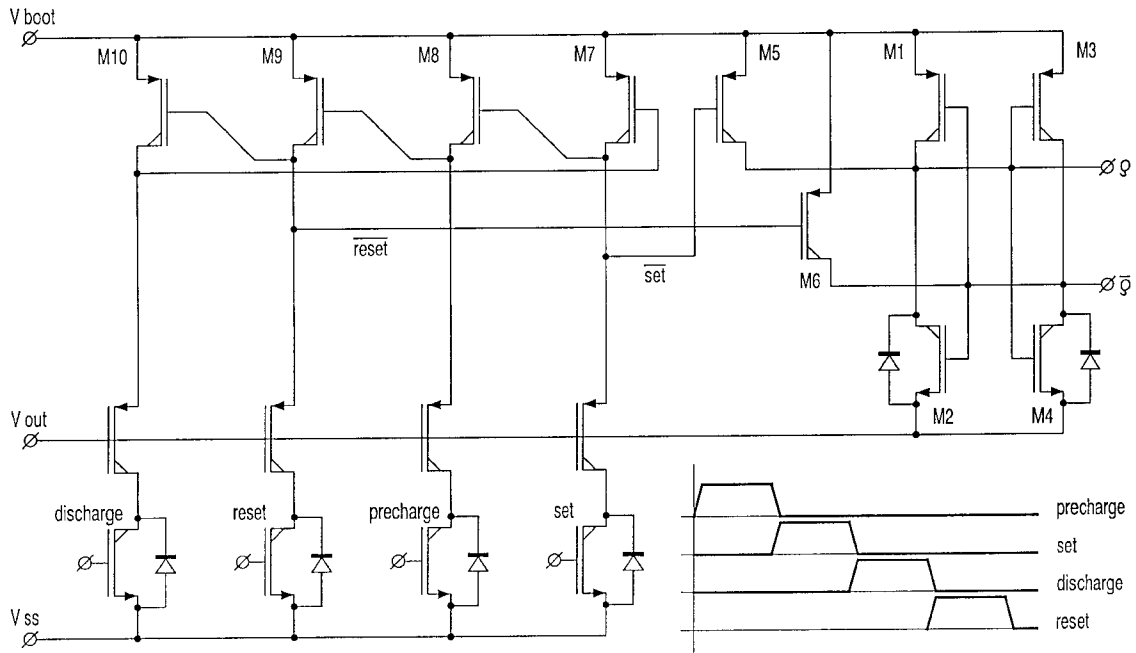 V boot
M10
M9
M8
M7
M5
M1
M3
Q
reset
set
M6
Q̅
V out
M2
M4
discharge
reset
precharge
set
V ss
precharge
set
discharge
reset